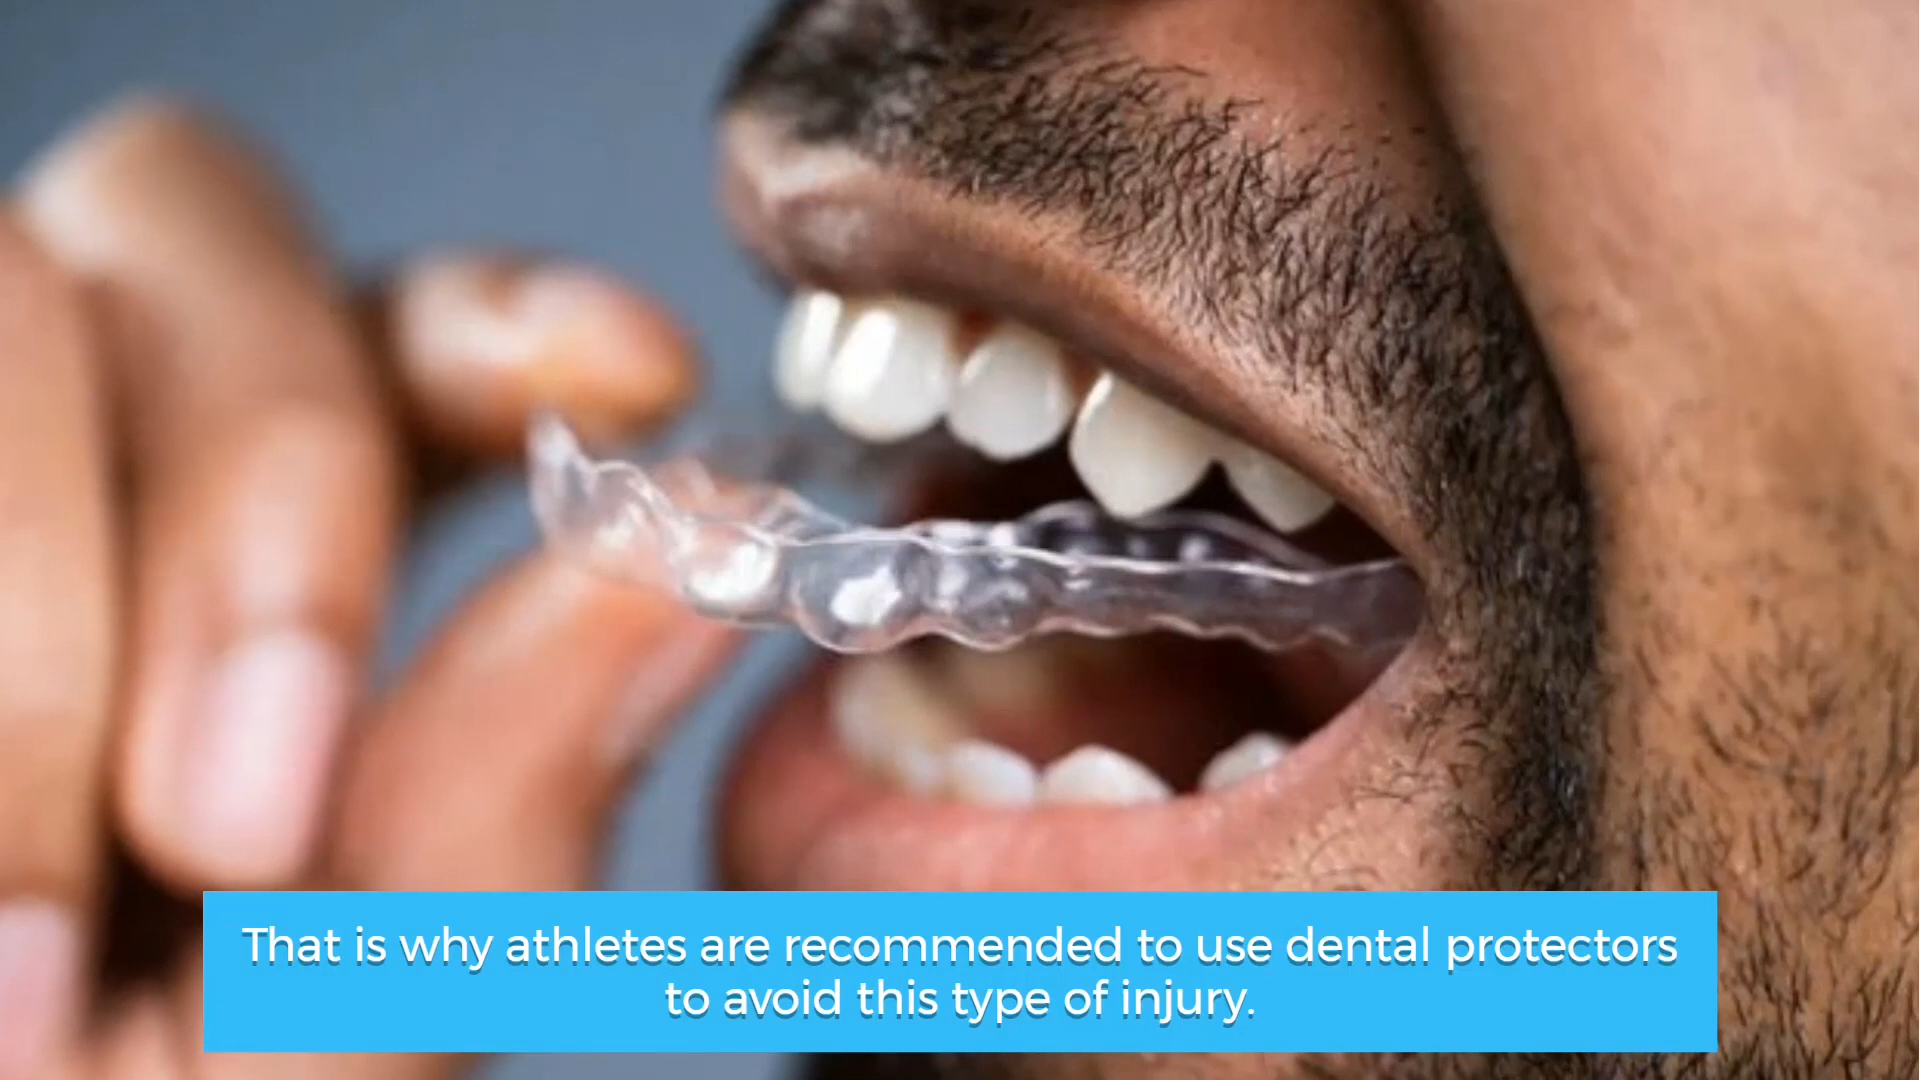 That is why athletes are recommended to use dental protectors
to avoid this type of injury.